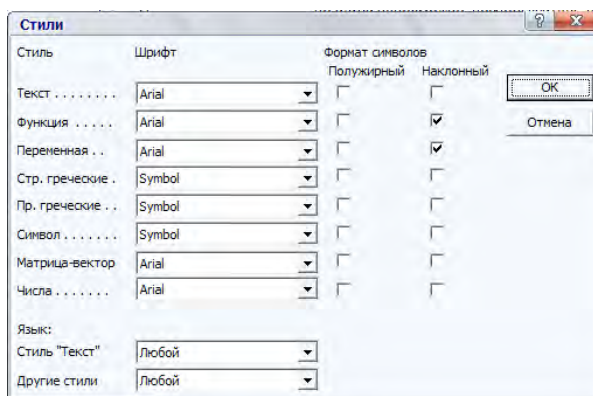 Стили
Стиль Шрифт Формат символов
Полужирный Наклонный
Текст . . . . . . . . Arial OK
Функция . . . . . Arial Отмена
Переменная . . Arial
Стр. греческие . Symbol
Пр. греческие . . Symbol
Символ . . . . . . . Symbol
Матрица-вектор Arial
Числа . . . . . . . Arial
Язык:
Стиль "Текст" Любой
Другие стили Любой